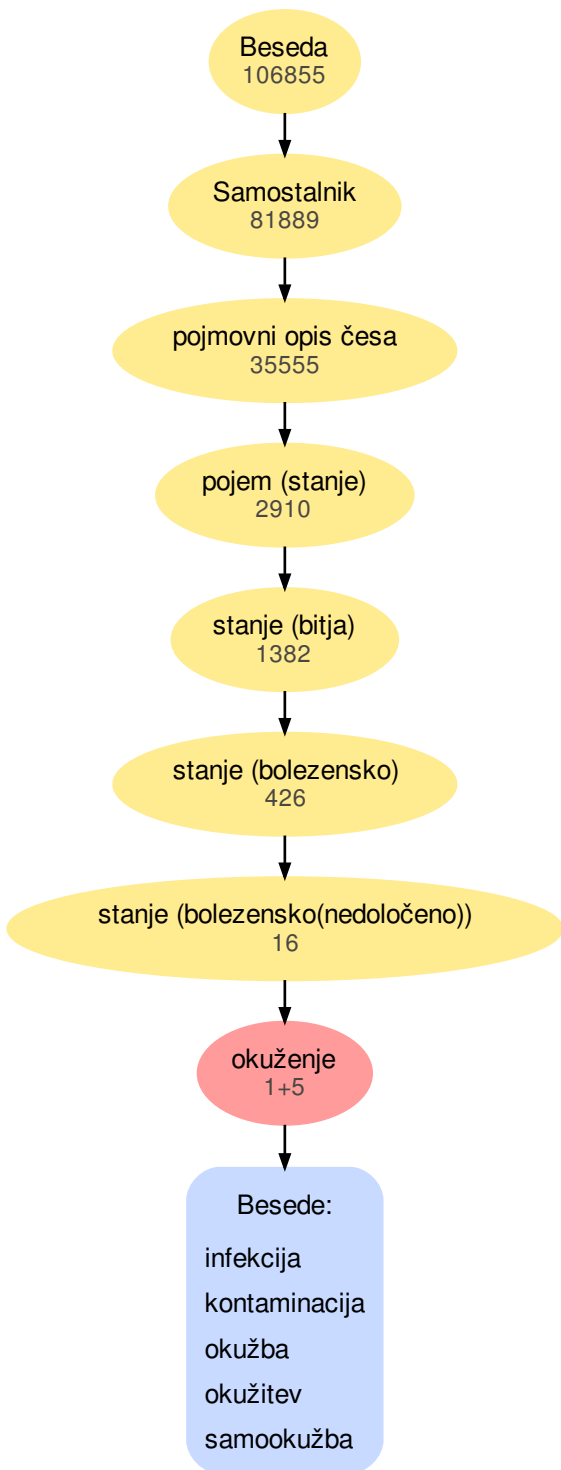 Beseda
106855
Samostalnik
81889
pojmovni opis česa
35555
pojem (stanje)
2910
stanje (bitja)
1382
stanje (bolezensko)
426
stanje (bolezensko(nedoločeno))
16
okuženje
1+5
Besede:
infekcija
kontaminacija
okužba
okužitev
samookužba